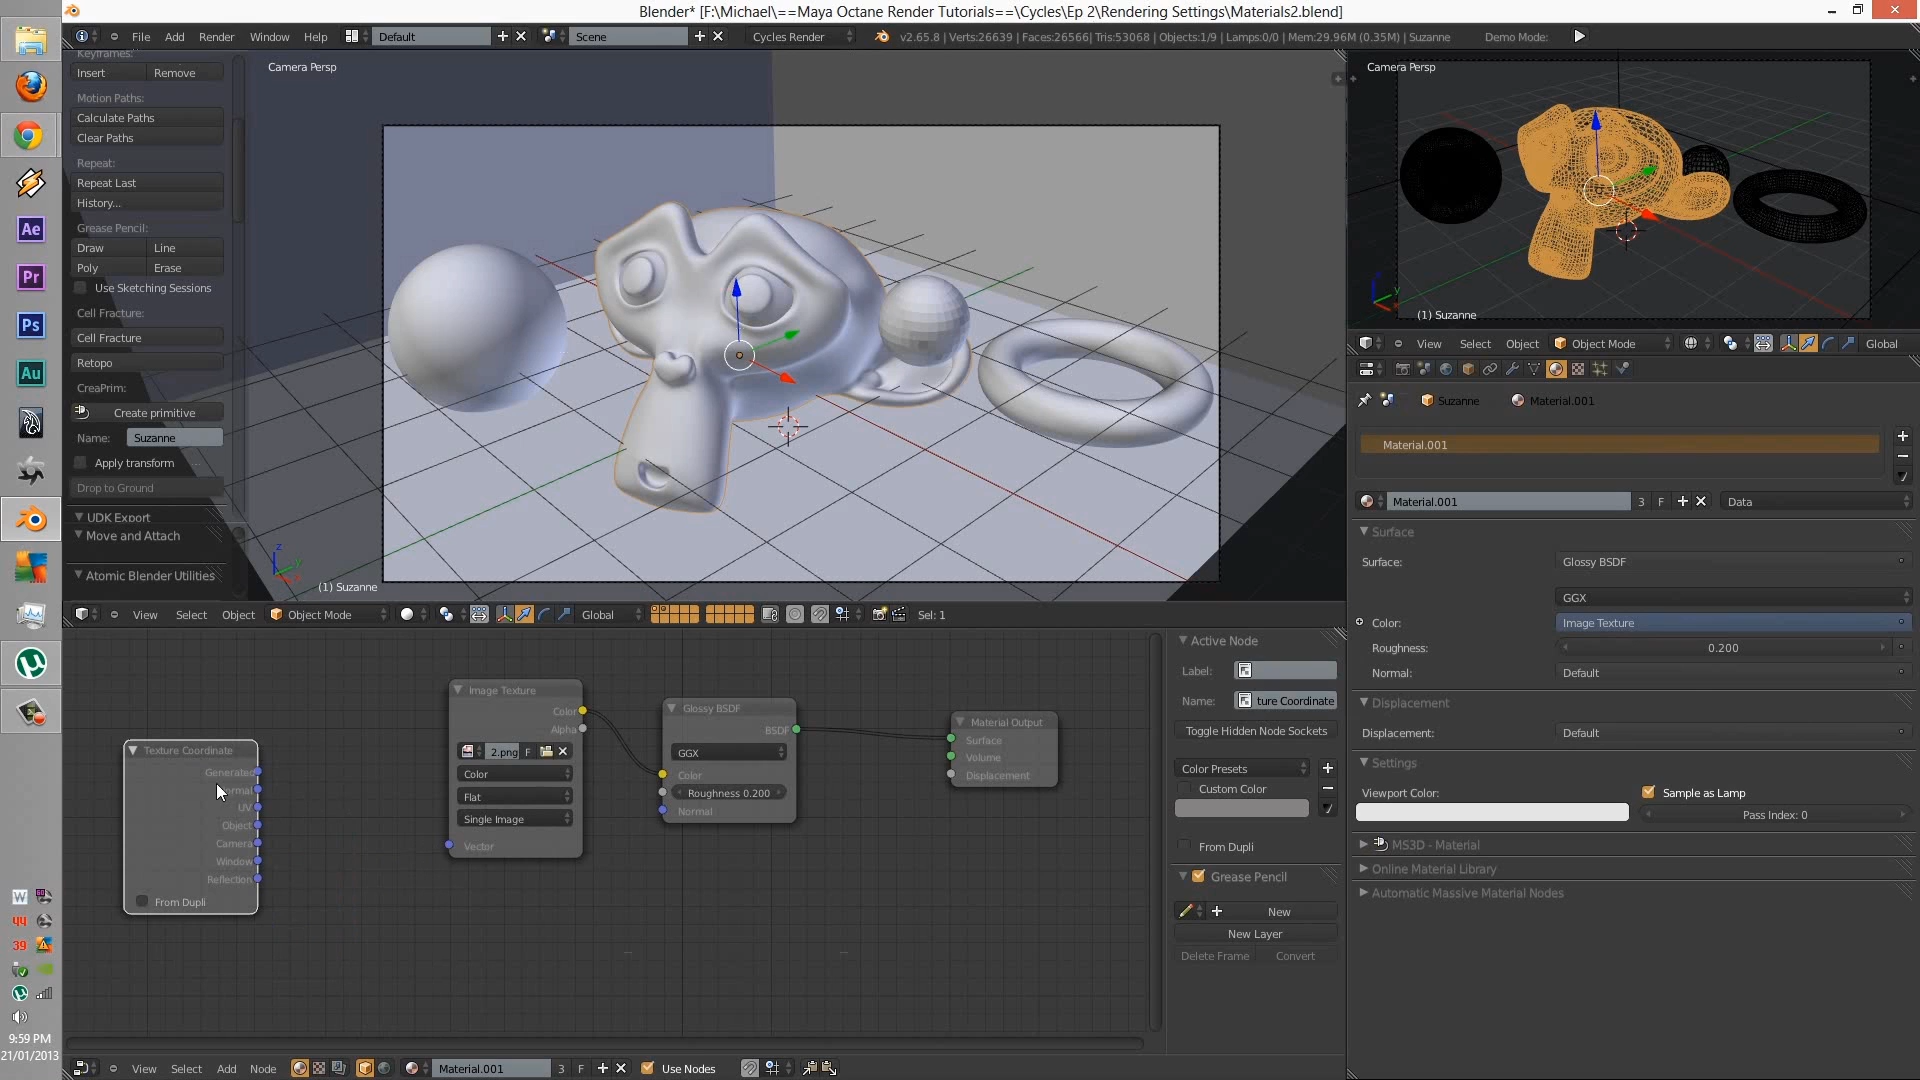 Blender* [F:\Michael\==Maya Octane Render Tutorials==\Cycles\Ep 2\Rendering Settings\Materials2.blend]
File Add Render Window Help Default Scene Cycles Render v2.65.8 | Verts:26639 | Faces:26566| Tris:53068 | Objects:1/9 | Lamps:0/0 | Mem:29.96M (0.35M) | Suzanne Demo Mode:
Keyframes:
Insert Remove
Motion Paths:
Calculate Paths
Clear Paths
Repeat:
Repeat Last
History...
Grease Pencil:
Draw Line
Poly Erase
Use Sketching Sessions
Cell Fracture:
Cell Fracture
Retopo
CreaPrim:
Create primitive
Name: Suzanne
Apply transform
Drop to Ground
UDK Export
Move and Attach
Atomic Blender Utilities
Camera Persp
(1) Suzanne
View Select Object Object Mode Global Sel: 1
Camera Persp
(1) Suzanne
View Select Object Object Mode Global
Suzanne Material.001
Material.001
Material.001 3 F Data
Surface
Surface: Glossy BSDF
GGX
Color: Image Texture
Roughness: 0.200
Normal: Default
Displacement
Displacement: Default
Settings
Viewport Color: Sample as Lamp
Pass Index: 0
MS3D - Material
Online Material Library
Automatic Massive Material Nodes
Texture Coordinate
Generated
UV
Object
Camera
Window
Reflection
From Dupli
Image Texture
Color
Alpha
2.png F
Color
Flat
Single Image
Vector
Glossy BSDF
BSDF
GGX
Color
Roughness 0.200
Normal
Material Output
Surface
Volume
Displacement
Active Node
Label:
Name: ture Coordinate
Toggle Hidden Node Sockets
Color Presets
Custom Color
From Dupli
Grease Pencil
New
New Layer
Delete Frame Convert
View Select Add Node Material.001 3 F Use Nodes
Ae
Pr
Ps
Au
W
44
39
9:59 PM
21/01/2013